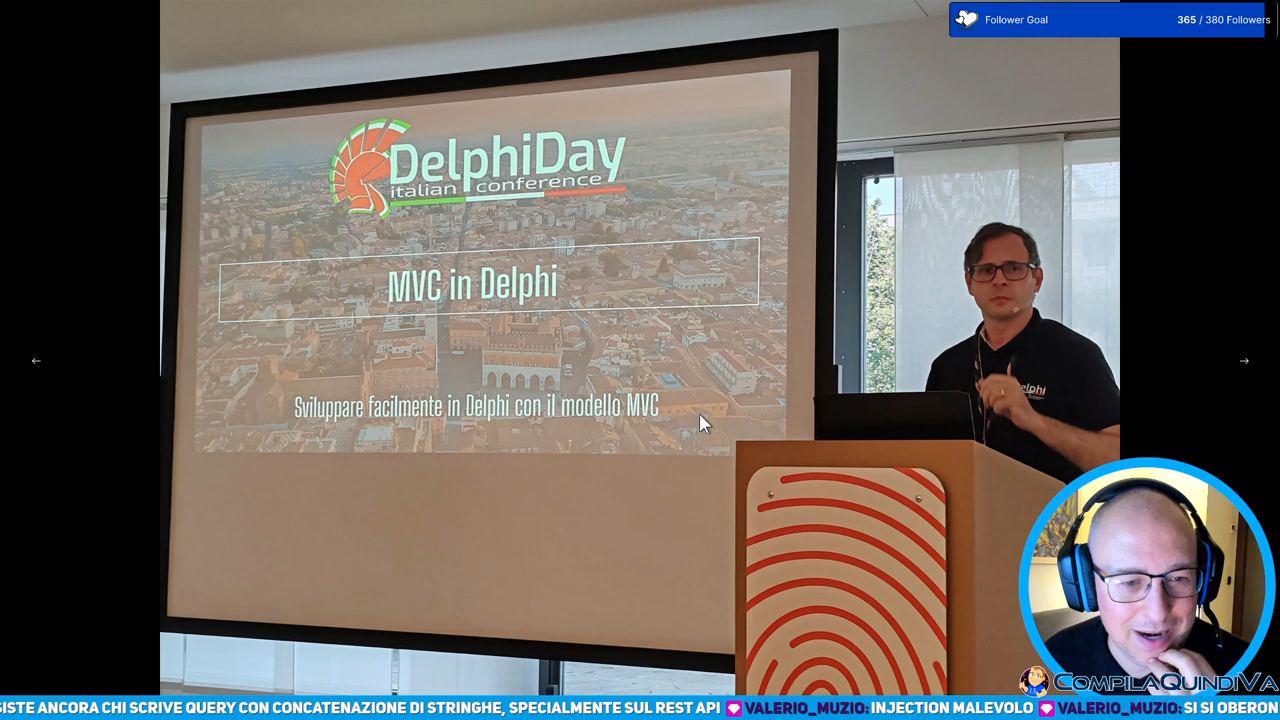 Follower Goal
365 / 380 Followers
DelphiDay
italian conference
MVC in Delphi
Sviluppare facilmente in Delphi con il modello MVC
elphi
COMPILAQUINDIVA
SISTE ANCORA CHI SCRIVE QUERY CON CONCATENAZIONE DI STRINGHE, SPECIALMENTE SUL REST API VALERIO_MUZIO: INJECTION MALEVOLO VALERIO_MUZIO: SI SI OBERON